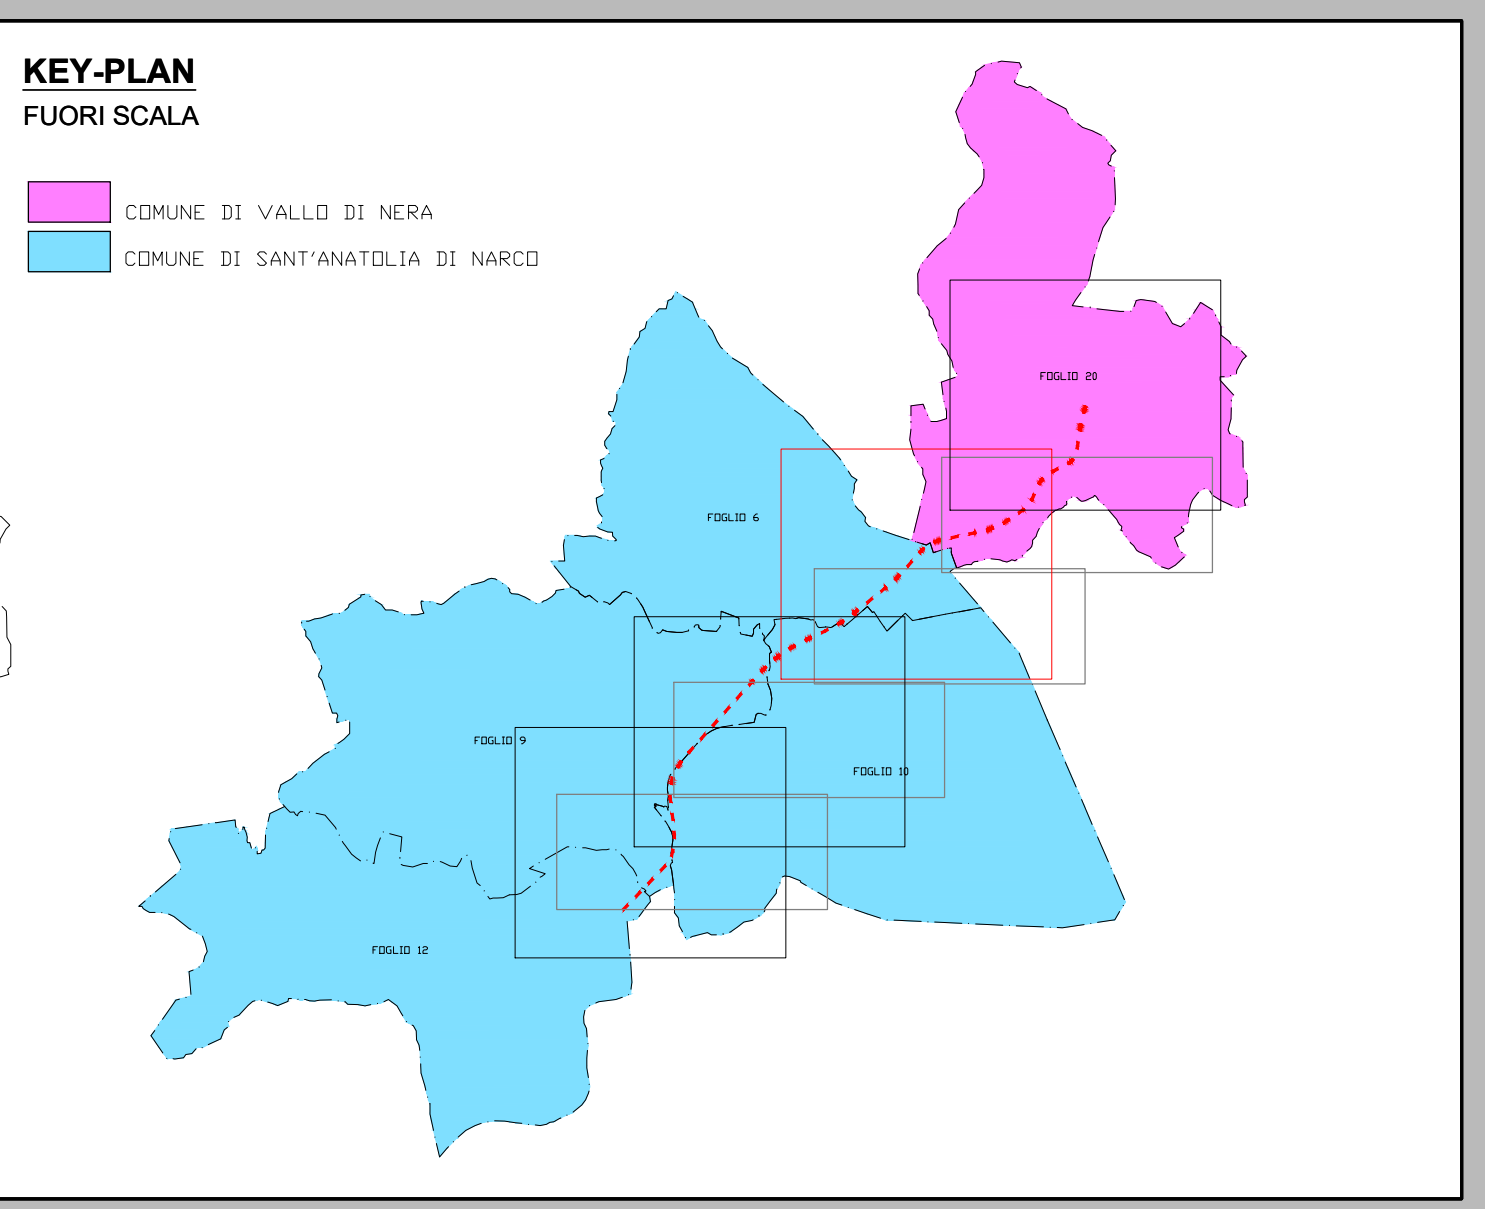 KEY-PLAN
FUORI SCALA
COMUNE DI VALLO DI NERA
COMUNE DI SANT'ANATOLIA DI NARCO
FOGLIO 20
FOGLIO 6
FOGLIO 9
FOGLIO 10
FOGLIO 12